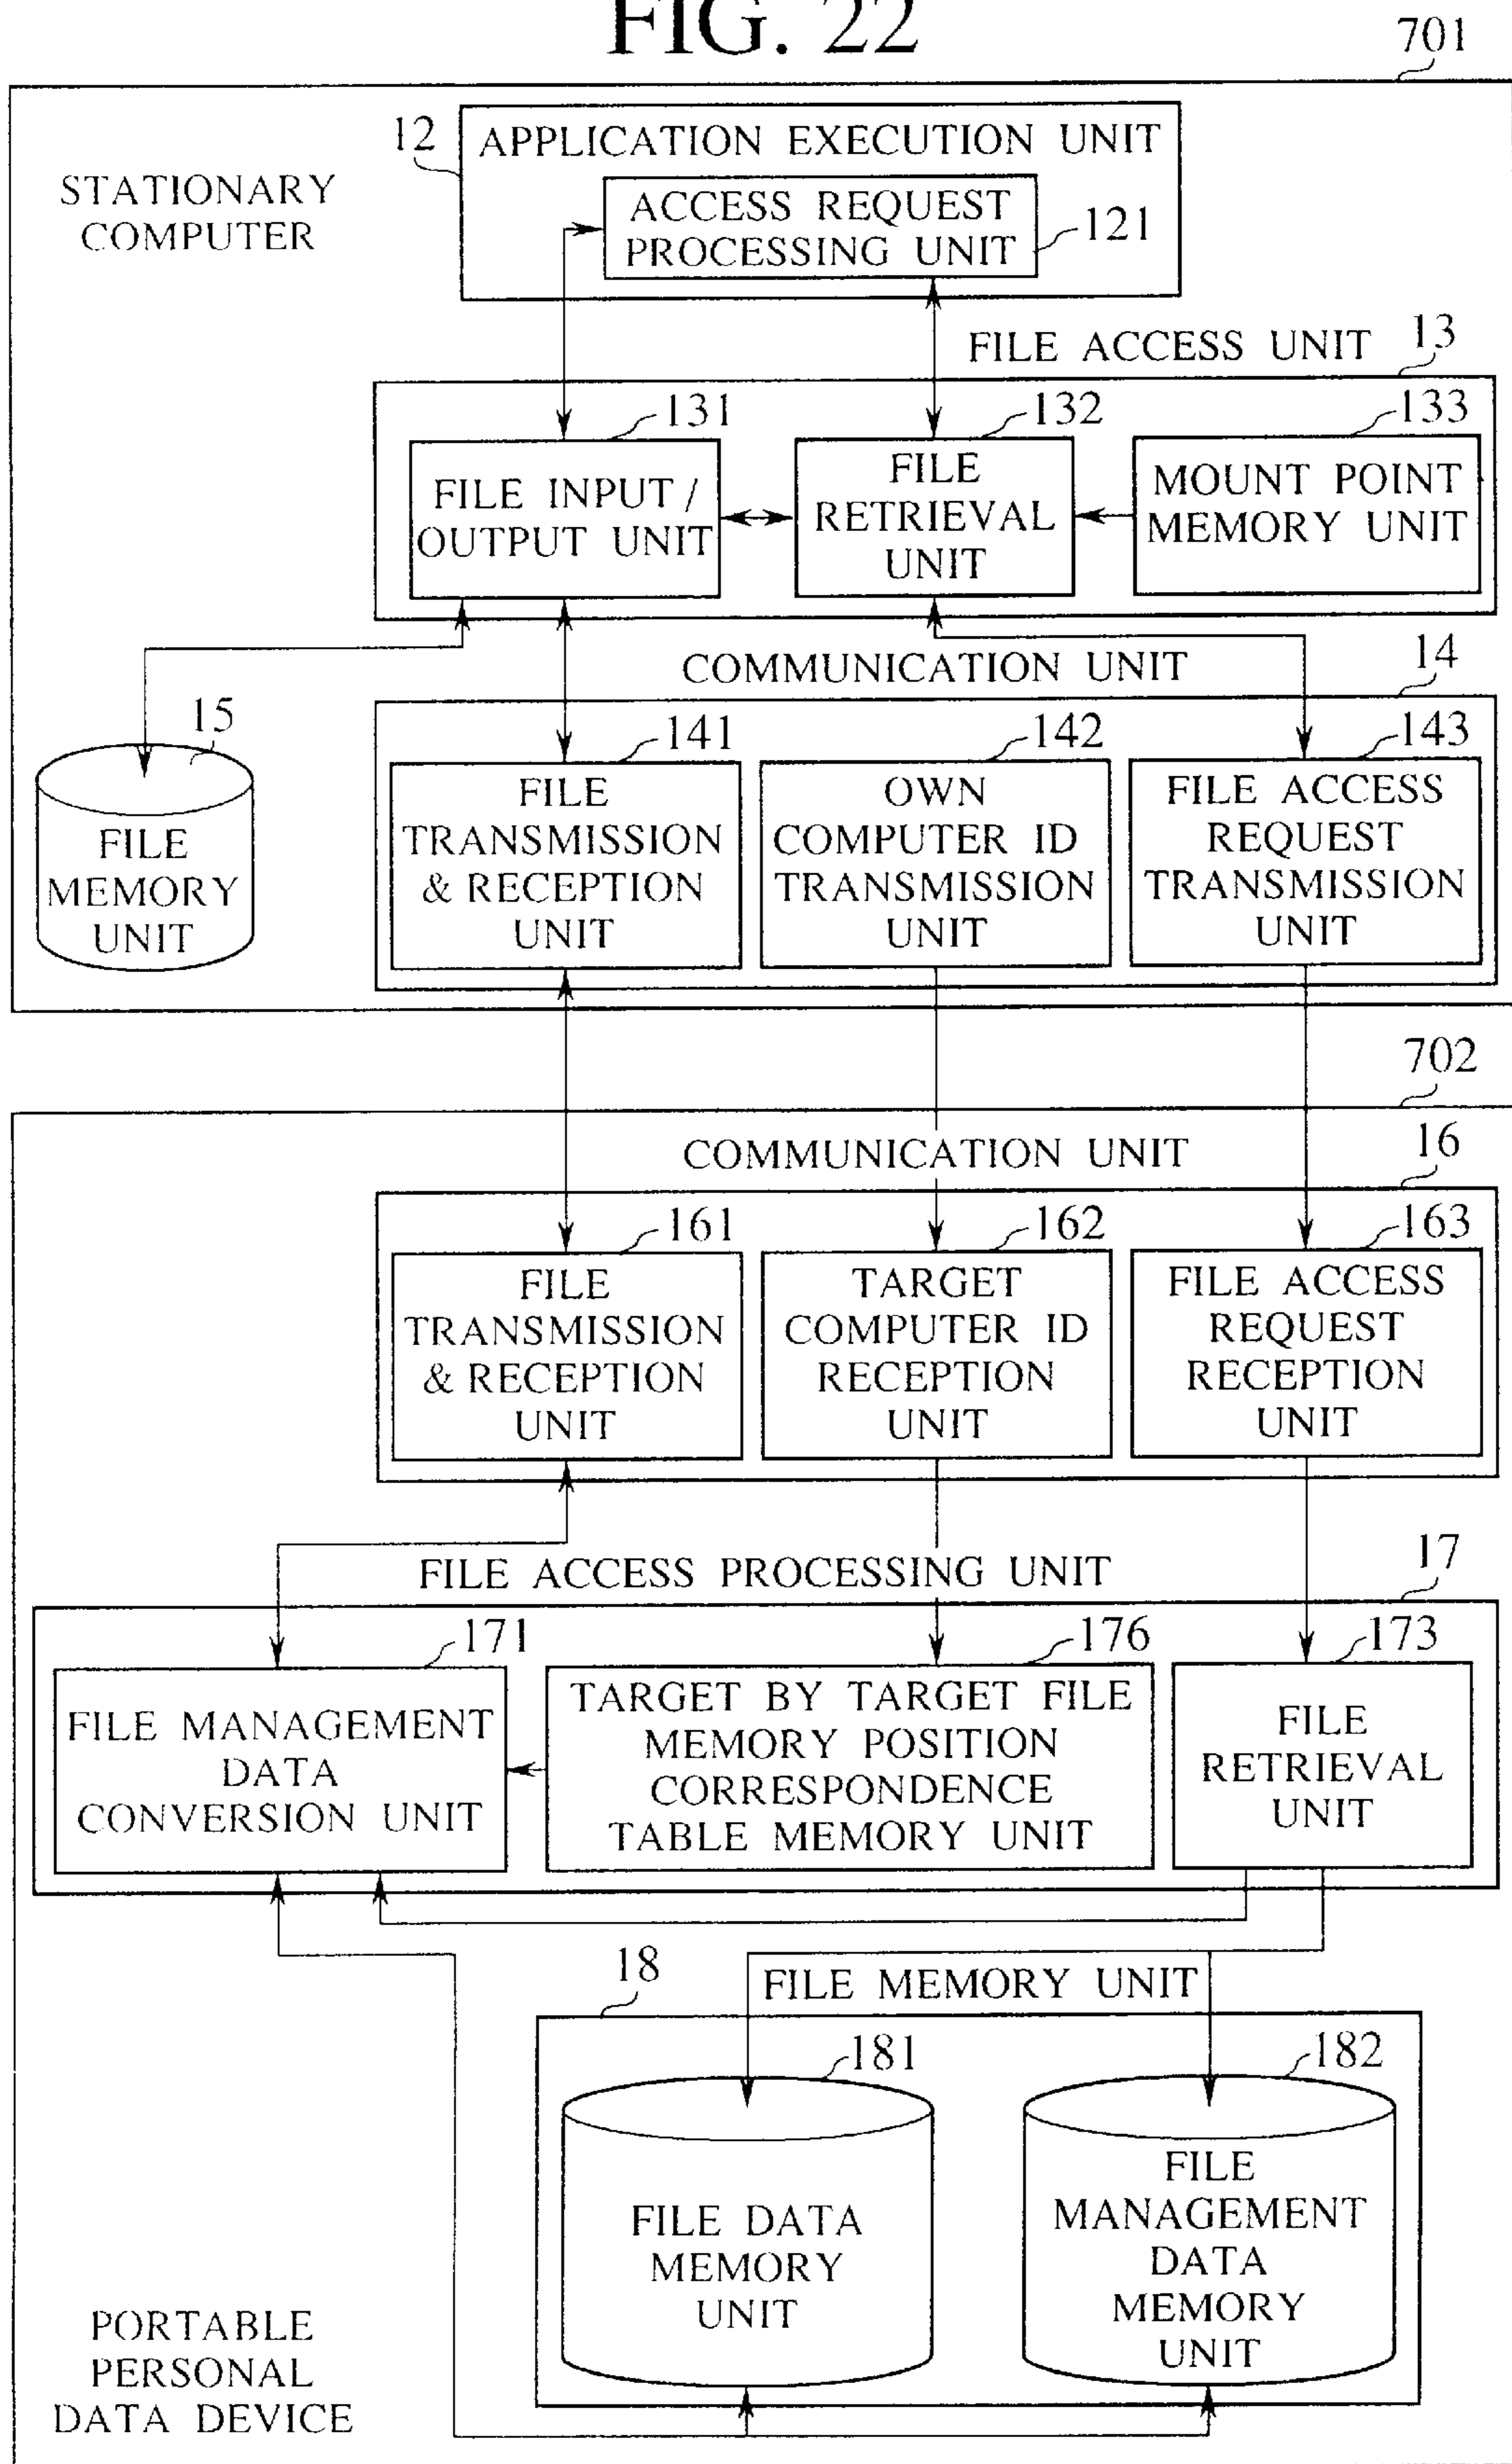 FIG. 22
701
STATIONARY
COMPUTER
12
APPLICATION EXECUTION UNIT
ACCESS REQUEST
PROCESSING UNIT
121
FILE ACCESS UNIT
13
131
FILE INPUT /
OUTPUT UNIT
132
FILE
RETRIEVAL
UNIT
133
MOUNT POINT
MEMORY UNIT
COMMUNICATION UNIT
14
15
FILE
MEMORY
UNIT
141
FILE
TRANSMISSION
& RECEPTION
UNIT
142
OWN
COMPUTER ID
TRANSMISSION
UNIT
143
FILE ACCESS
REQUEST
TRANSMISSION
UNIT
702
COMMUNICATION UNIT
16
161
FILE
TRANSMISSION
& RECEPTION
UNIT
162
TARGET
COMPUTER ID
RECEPTION
UNIT
163
FILE ACCESS
REQUEST
RECEPTION
UNIT
FILE ACCESS PROCESSING UNIT
17
171
FILE MANAGEMENT
DATA
CONVERSION UNIT
176
TARGET BY TARGET FILE
MEMORY POSITION
CORRESPONDENCE
TABLE MEMORY UNIT
173
FILE
RETRIEVAL
UNIT
18
FILE MEMORY UNIT
181
FILE DATA
MEMORY
UNIT
182
FILE
MANAGEMENT
DATA
MEMORY
UNIT
PORTABLE
PERSONAL
DATA DEVICE